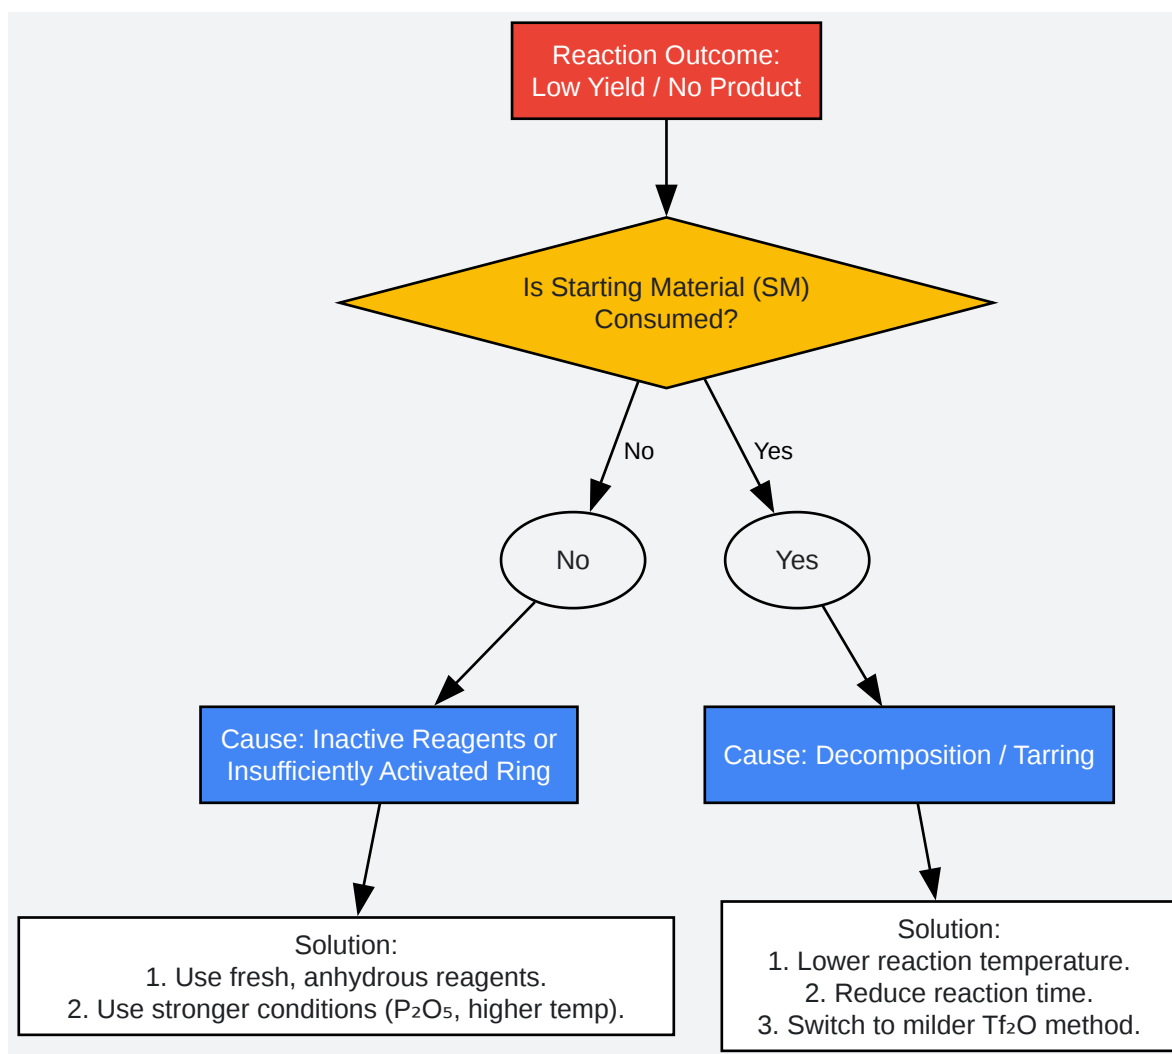 Reaction Outcome:
Low Yield / No Product
Is Starting Material (SM)
Consumed?
No
Yes
No
Yes
Cause: Inactive Reagents or
Insufficiently Activated Ring
Cause: Decomposition / Tarring
Solution:
1. Use fresh, anhydrous reagents.
2. Use stronger conditions (P₂O₅, higher temp).
Solution:
1. Lower reaction temperature.
2. Reduce reaction time.
3. Switch to milder Tf₂O method.